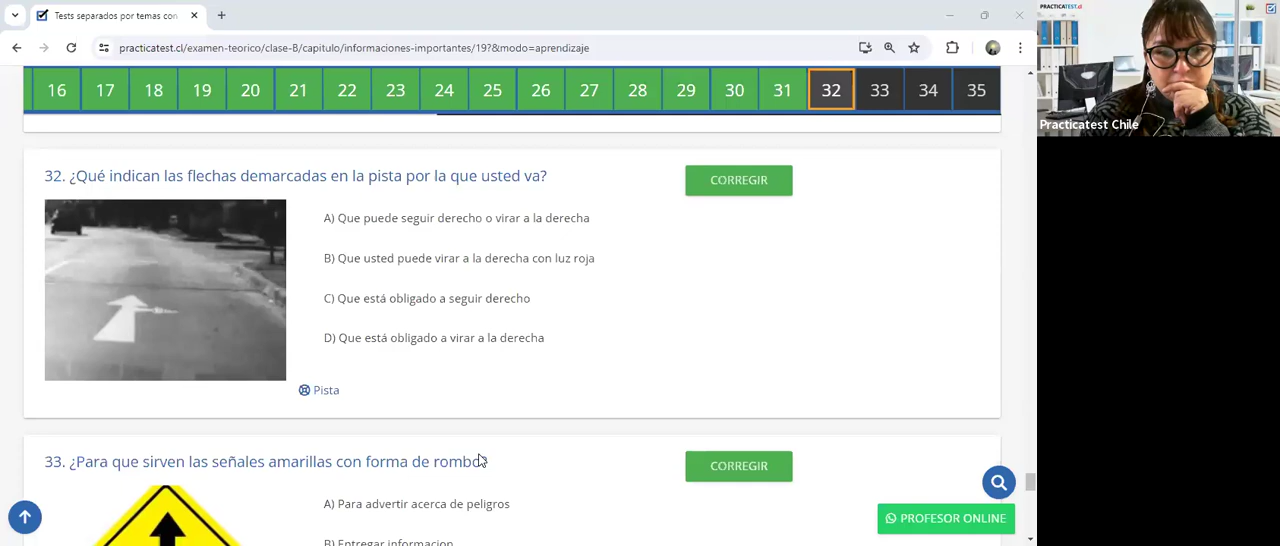 Tests separados por temas con
practicatest.cl/examen-teorico/clase-B/capitulo/informaciones-importantes/19?&modo=aprendizaje
PRACTICATEST.cl
Practicatest Chile
16 17 18 19 20 21 22 23 24 25 26 27 28 29 30 31 32 33 34 35
32. ¿Qué indican las flechas demarcadas en la pista por la que usted va?
CORREGIR
A) Que puede seguir derecho o virar a la derecha
B) Que usted puede virar a la derecha con luz roja
C) Que está obligado a seguir derecho
D) Que está obligado a virar a la derecha
Pista
33. ¿Para que sirven las señales amarillas con forma de rombo?
CORREGIR
A) Para advertir acerca de peligros
B) Entregar informacion
PROFESOR ONLINE